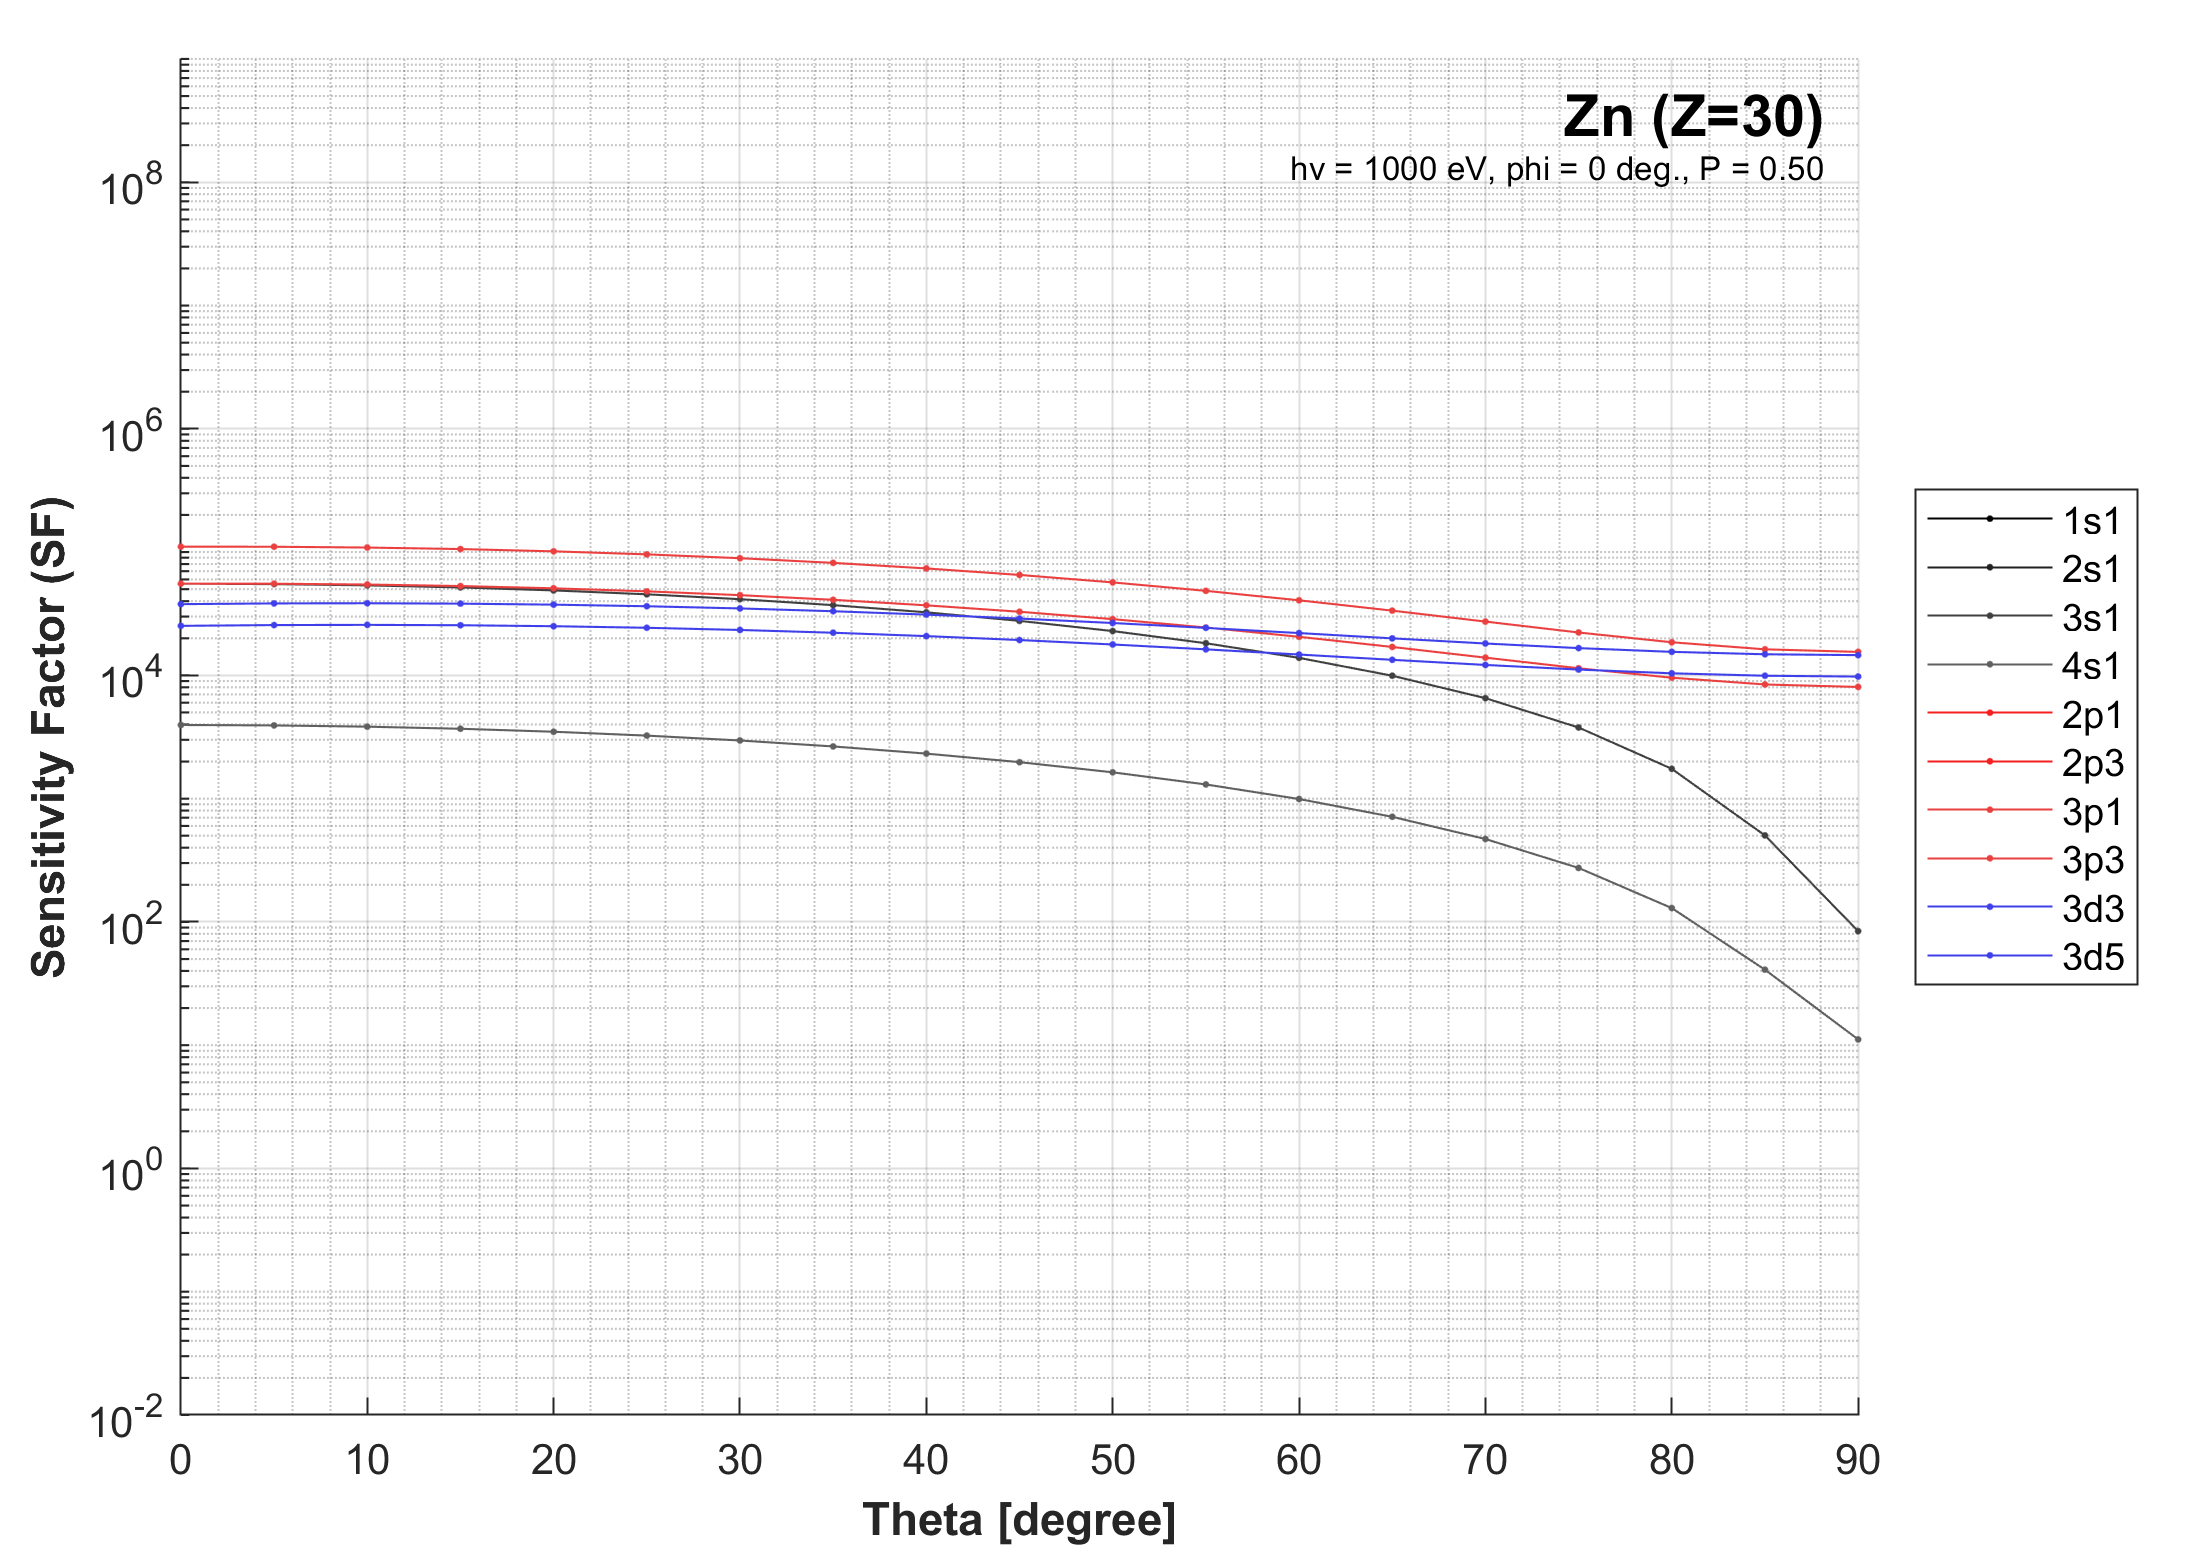 Zn (Z=30)
hv = 1000 eV, phi = 0 deg., P = 0.50
Sensitivity Factor (SF)
10^8
10^6
10^4
10^2
10^0
10^-2
0 10 20 30 40 50 60 70 80 90
Theta [degree]
1s1
2s1
3s1
4s1
2p1
2p3
3p1
3p3
3d3
3d5